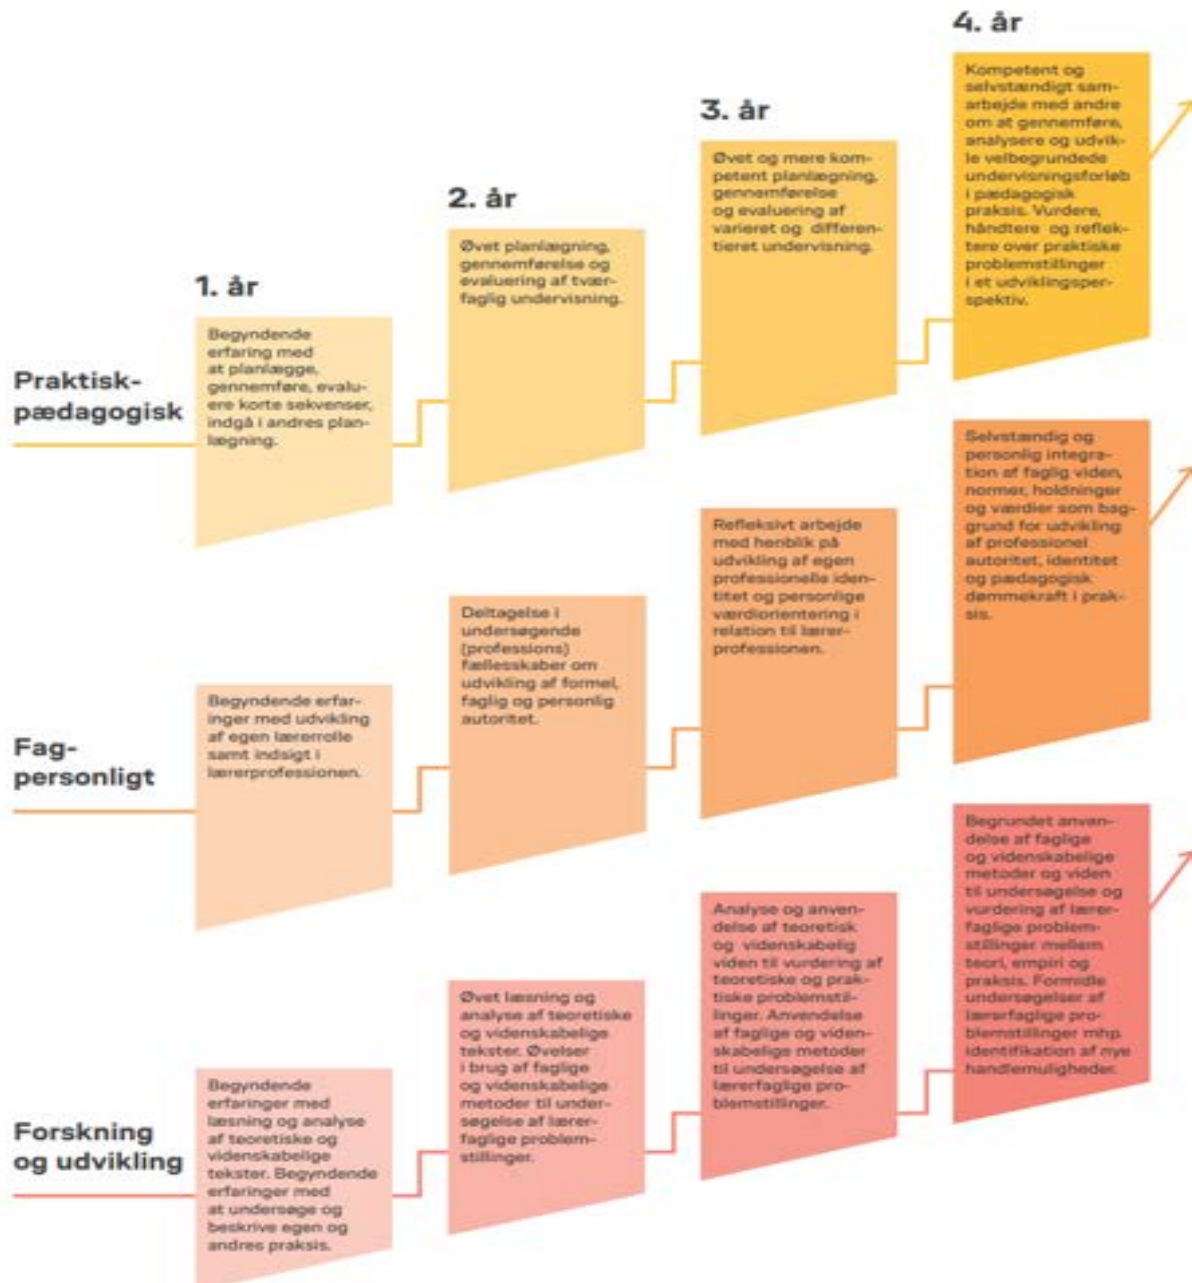 4. år
Kompetent og
selvstændigt sam-
arbejde med andre
om at gennemføre,
analysere og udvik-
le velbegrundede
undervisningsforløb
i pædagogisk
praksis. Vurdere,
håndtere og reflek-
tere over praktiske
problemstillinger
i et udviklingsper-
spektiv.
3. år
Øvet og mere kom-
petent planlægning,
gennemførelse
og evaluering af
varieret og differen-
tieret undervisning.
2. år
Øvet planlægning,
gennemførelse og
evaluering af tvær-
faglig undervisning.
1. år
Begyndende
erfaring med
at planlægge,
gennemføre, evalu-
ere korte sekvenser,
indgå i andres plan-
lægning.
Praktisk-
pædagogisk
Selvstændig og
personlig integra-
tion af faglig viden,
normer, holdninger
og værdier som bag-
grund for udvikling
af professionel
autoritet, identitet
og pædagogisk
dømmekraft i prak-
sis.
Refleksivt arbejde
med henblik på
udvikling af egen
professionelle iden-
titet og personlige
værdiorientering i
relation til lærer-
professionen.
Deltagelse i
undersøgende
(professions)
fællesskaber om
udvikling af formel,
faglig og personlig
autoritet.
Begyndende erfar-
inger med udvikling
af egen lærerrolle
samt indsigt i
lærerprofessionen.
Fag-
personligt
Begrundet anven-
delse af faglige
og videnskabelige
metoder og viden
til undersøgelse og
vurdering af lærer-
faglige problem-
stillinger mellem
teori, empiri og
praksis. Formidle
undersøgelser af
lærerfaglige pro-
blemstillinger mhp.
identifikation af nye
handlemuligheder.
Analyse og anven-
delse af teoretisk
og videnskabelig
viden til vurdering af
teoretiske og prak-
tiske problemstil-
linger. Anvendelse
af faglige og viden-
skabelige metoder
til undersøgelse af
lærerfaglige pro-
blemstillinger.
Øvet læsning og
analyse af teoretiske
og videnskabelige
tekster. Øvelser
i brug af faglige
og videnskabelige
metoder til under-
søgelse af lærer-
faglige problem-
stillinger.
Begyndende
erfaringer med
læsning og analyse
af teoretiske og
videnskabelige
tekster. Begyndende
erfaringer med
at undersøge og
beskrive egen og
andres praksis.
Forskning
og udvikling